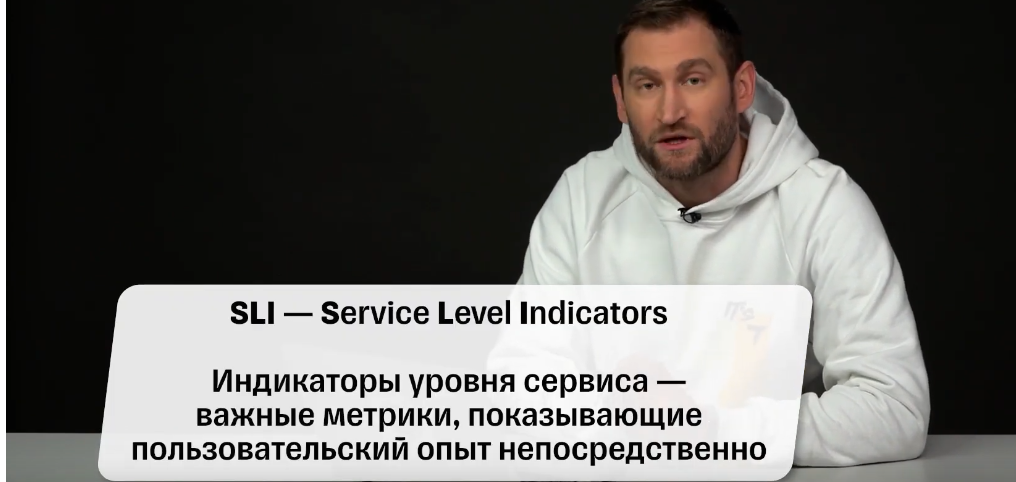 SLI — Service Level Indicators
Индикаторы уровня сервиса —
важные метрики, показывающие
пользовательский опыт непосредственно